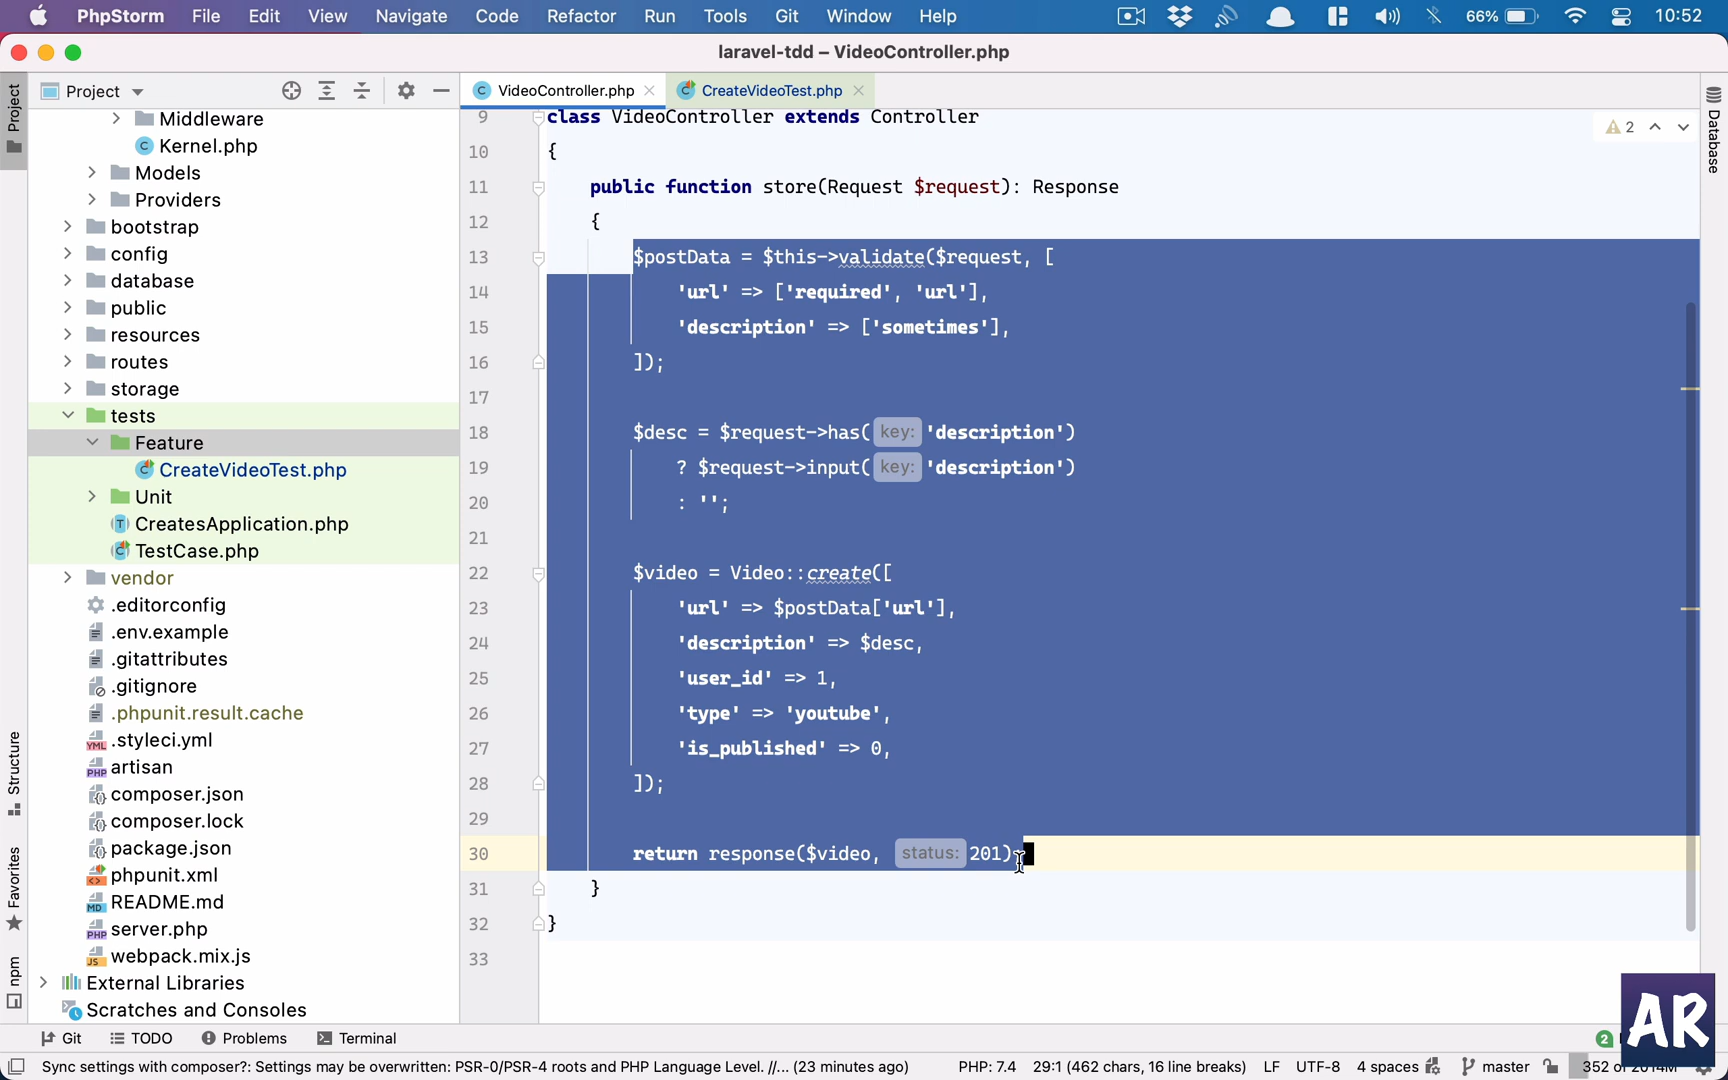 PhpStorm File Edit View Navigate Code Refactor Run Tools Git Window Help 66% 10:52
laravel-tdd – VideoController.php
Project
VideoController.php CreateVideoTest.php
Project
Structure
Favorites
npm
Database
Middleware
Kernel.php
Models
Providers
bootstrap
config
database
public
resources
routes
storage
tests
Feature
CreateVideoTest.php
Unit
CreatesApplication.php
TestCase.php
vendor
.editorconfig
.env.example
.gitattributes
.gitignore
.phpunit.result.cache
.styleci.yml
artisan
composer.json
composer.lock
package.json
phpunit.xml
README.md
server.php
webpack.mix.js
External Libraries
Scratches and Consoles
2
9 class VideoController extends Controller
10 {
11 public function store(Request $request): Response
12 {
13 $postData = $this->validate($request, [
14 'url' => ['required', 'url'],
15 'description' => ['sometimes'],
16 ]);
17
18 $desc = $request->has( key: 'description')
19 ? $request->input( key: 'description')
20 : '';
21
22 $video = Video::create([
23 'url' => $postData['url'],
24 'description' => $desc,
25 'user_id' => 1,
26 'type' => 'youtube',
27 'is_published' => 0,
28 ]);
29
30 return response($video, status: 201)
31 }
32 }
33
Git TODO Problems Terminal 2
AR
Sync settings with composer?: Settings may be overwritten: PSR-0/PSR-4 roots and PHP Language Level. //... (23 minutes ago) PHP: 7.4 29:1 (462 chars, 16 line breaks) LF UTF-8 4 spaces master 352 of 2014M